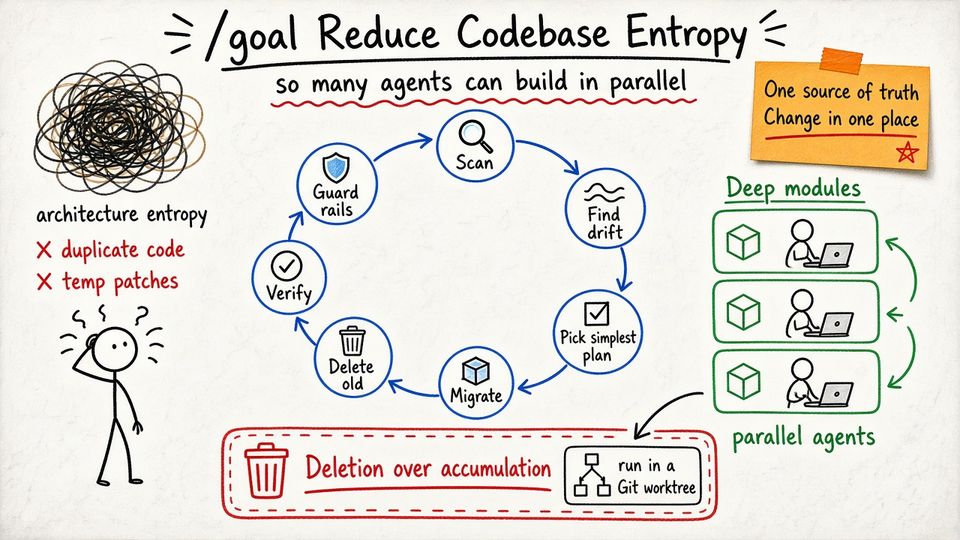 /goal Reduce Codebase Entropy
so many agents can build in parallel
One source of truth
Change in one place
architecture entropy
X duplicate code
X temp patches
Scan
Find
drift
Pick simplest
plan
Migrate
Delete
old
Verify
Guard
rails
Deep modules
parallel agents
Deletion over accumulation
run in a
Git worktree
?